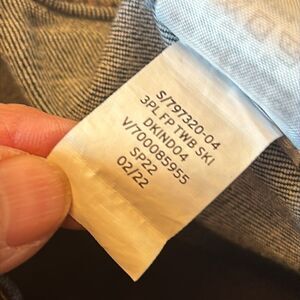 S/797320-04
3PL FP TWB SKI
DKIND04
V/700085955
SP22
02/22